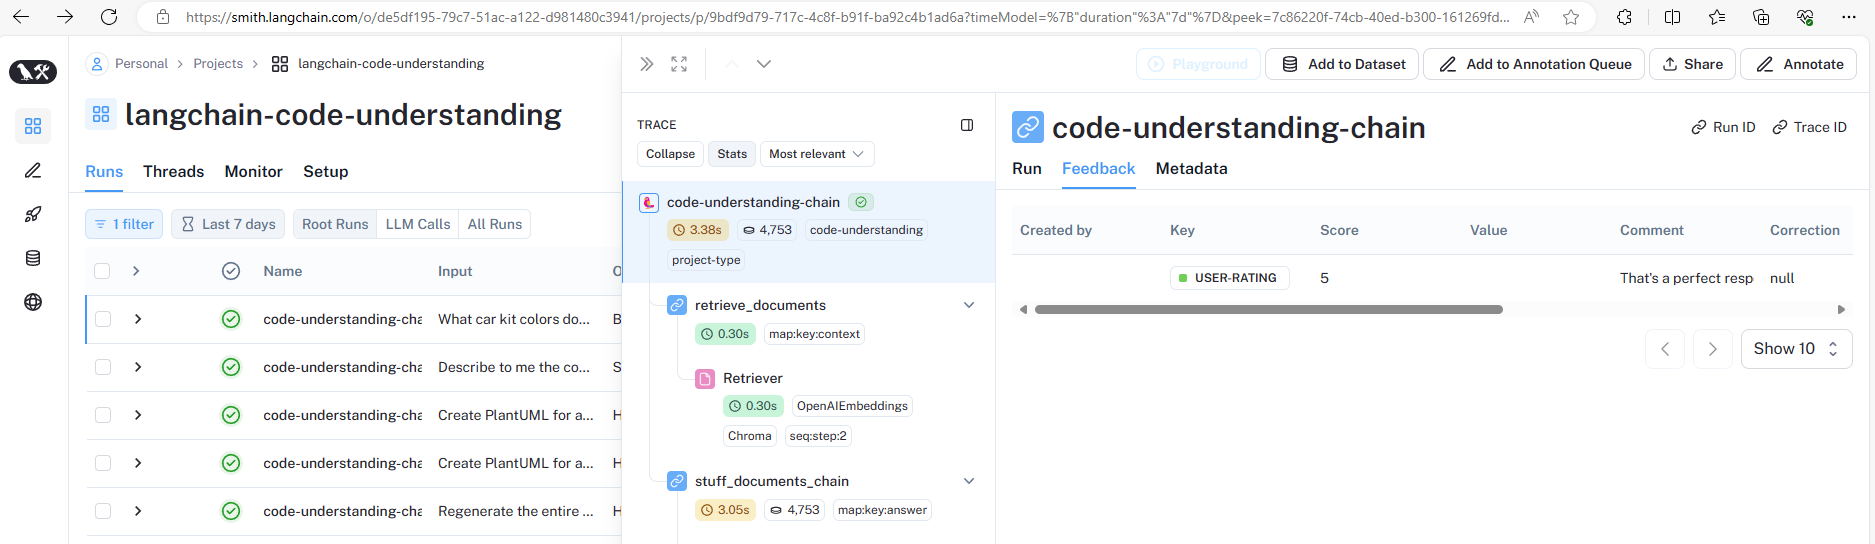 https://smith.langchain.com/o/de5df195-79c7-51ac-a122-d981480c3941/projects/p/9bdf9d79-717c-4c8f-b91f-ba92c4b1ad6a?timeModel=%7B"duration"%3A"7d"%7D&peek=7c86220f-74cb-40ed-b300-161269fd...
Personal > Projects > langchain-code-understanding
langchain-code-understanding
Runs Threads Monitor Setup
1 filter Last 7 days Root Runs LLM Calls All Runs
Name Input O
code-understanding-cha What car kit colors do... B
code-understanding-cha Describe to me the co... S
code-understanding-cha Create PlantUML for a... H
code-understanding-cha Create PlantUML for a... H
code-understanding-cha Regenerate the entire ... H
Playground Add to Dataset Add to Annotation Queue Share Annotate
TRACE
Collapse Stats Most relevant
code-understanding-chain
3.38s 4,753 code-understanding
project-type
retrieve_documents
0.30s map:key:context
Retriever
0.30s OpenAIEmbeddings
Chroma seq:step:2
stuff_documents_chain
3.05s 4,753 map:key:answer
code-understanding-chain
Run ID Trace ID
Run Feedback Metadata
Created by Key Score Value Comment Correction
USER-RATING 5 That's a perfect resp null
Show 10